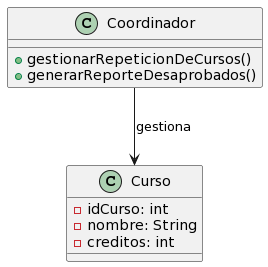 C Coordinador
gestionarRepeticionDeCursos()
generarReporteDesaprobados()
gestiona
C Curso
idCurso: int
nombre: String
creditos: int